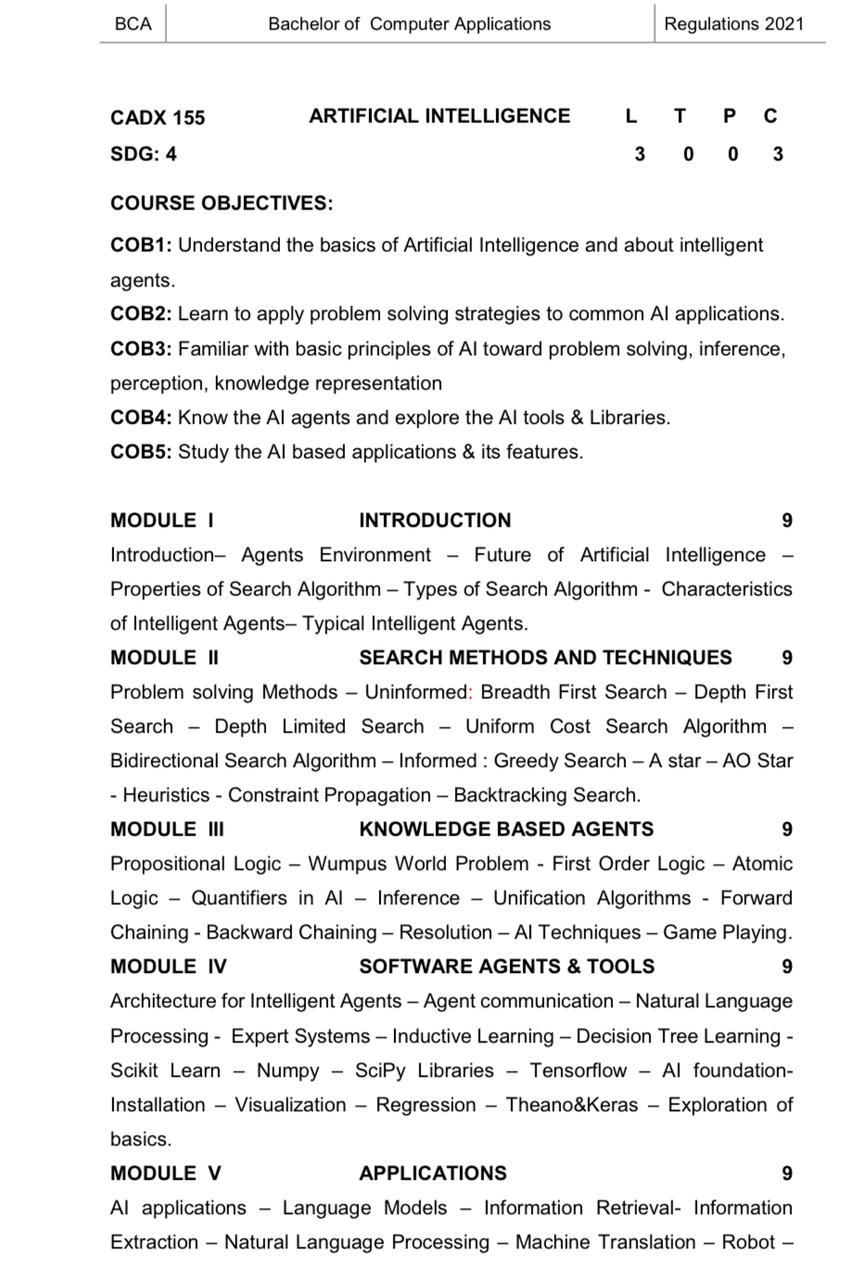 BCA Bachelor of Computer Applications Regulations 2021
CADX 155 ARTIFICIAL INTELLIGENCE L T P C
SDG: 4 3 0 0 3
COURSE OBJECTIVES:
COB1: Understand the basics of Artificial Intelligence and about intelligent
agents.
COB2: Learn to apply problem solving strategies to common AI applications.
COB3: Familiar with basic principles of AI toward problem solving, inference,
perception, knowledge representation
COB4: Know the AI agents and explore the AI tools & Libraries.
COB5: Study the AI based applications & its features.
MODULE I INTRODUCTION 9
Introduction– Agents Environment – Future of Artificial Intelligence –
Properties of Search Algorithm – Types of Search Algorithm - Characteristics
of Intelligent Agents– Typical Intelligent Agents.
MODULE II SEARCH METHODS AND TECHNIQUES 9
Problem solving Methods – Uninformed: Breadth First Search – Depth First
Search – Depth Limited Search – Uniform Cost Search Algorithm –
Bidirectional Search Algorithm – Informed : Greedy Search – A star – AO Star
- Heuristics - Constraint Propagation – Backtracking Search.
MODULE III KNOWLEDGE BASED AGENTS 9
Propositional Logic – Wumpus World Problem - First Order Logic – Atomic
Logic – Quantifiers in AI – Inference – Unification Algorithms - Forward
Chaining - Backward Chaining – Resolution – AI Techniques – Game Playing.
MODULE IV SOFTWARE AGENTS & TOOLS 9
Architecture for Intelligent Agents – Agent communication – Natural Language
Processing - Expert Systems – Inductive Learning – Decision Tree Learning -
Scikit Learn – Numpy – SciPy Libraries – Tensorflow – AI foundation-
Installation – Visualization – Regression – Theano&Keras – Exploration of
basics.
MODULE V APPLICATIONS 9
AI applications – Language Models – Information Retrieval- Information
Extraction – Natural Language Processing – Machine Translation – Robot –